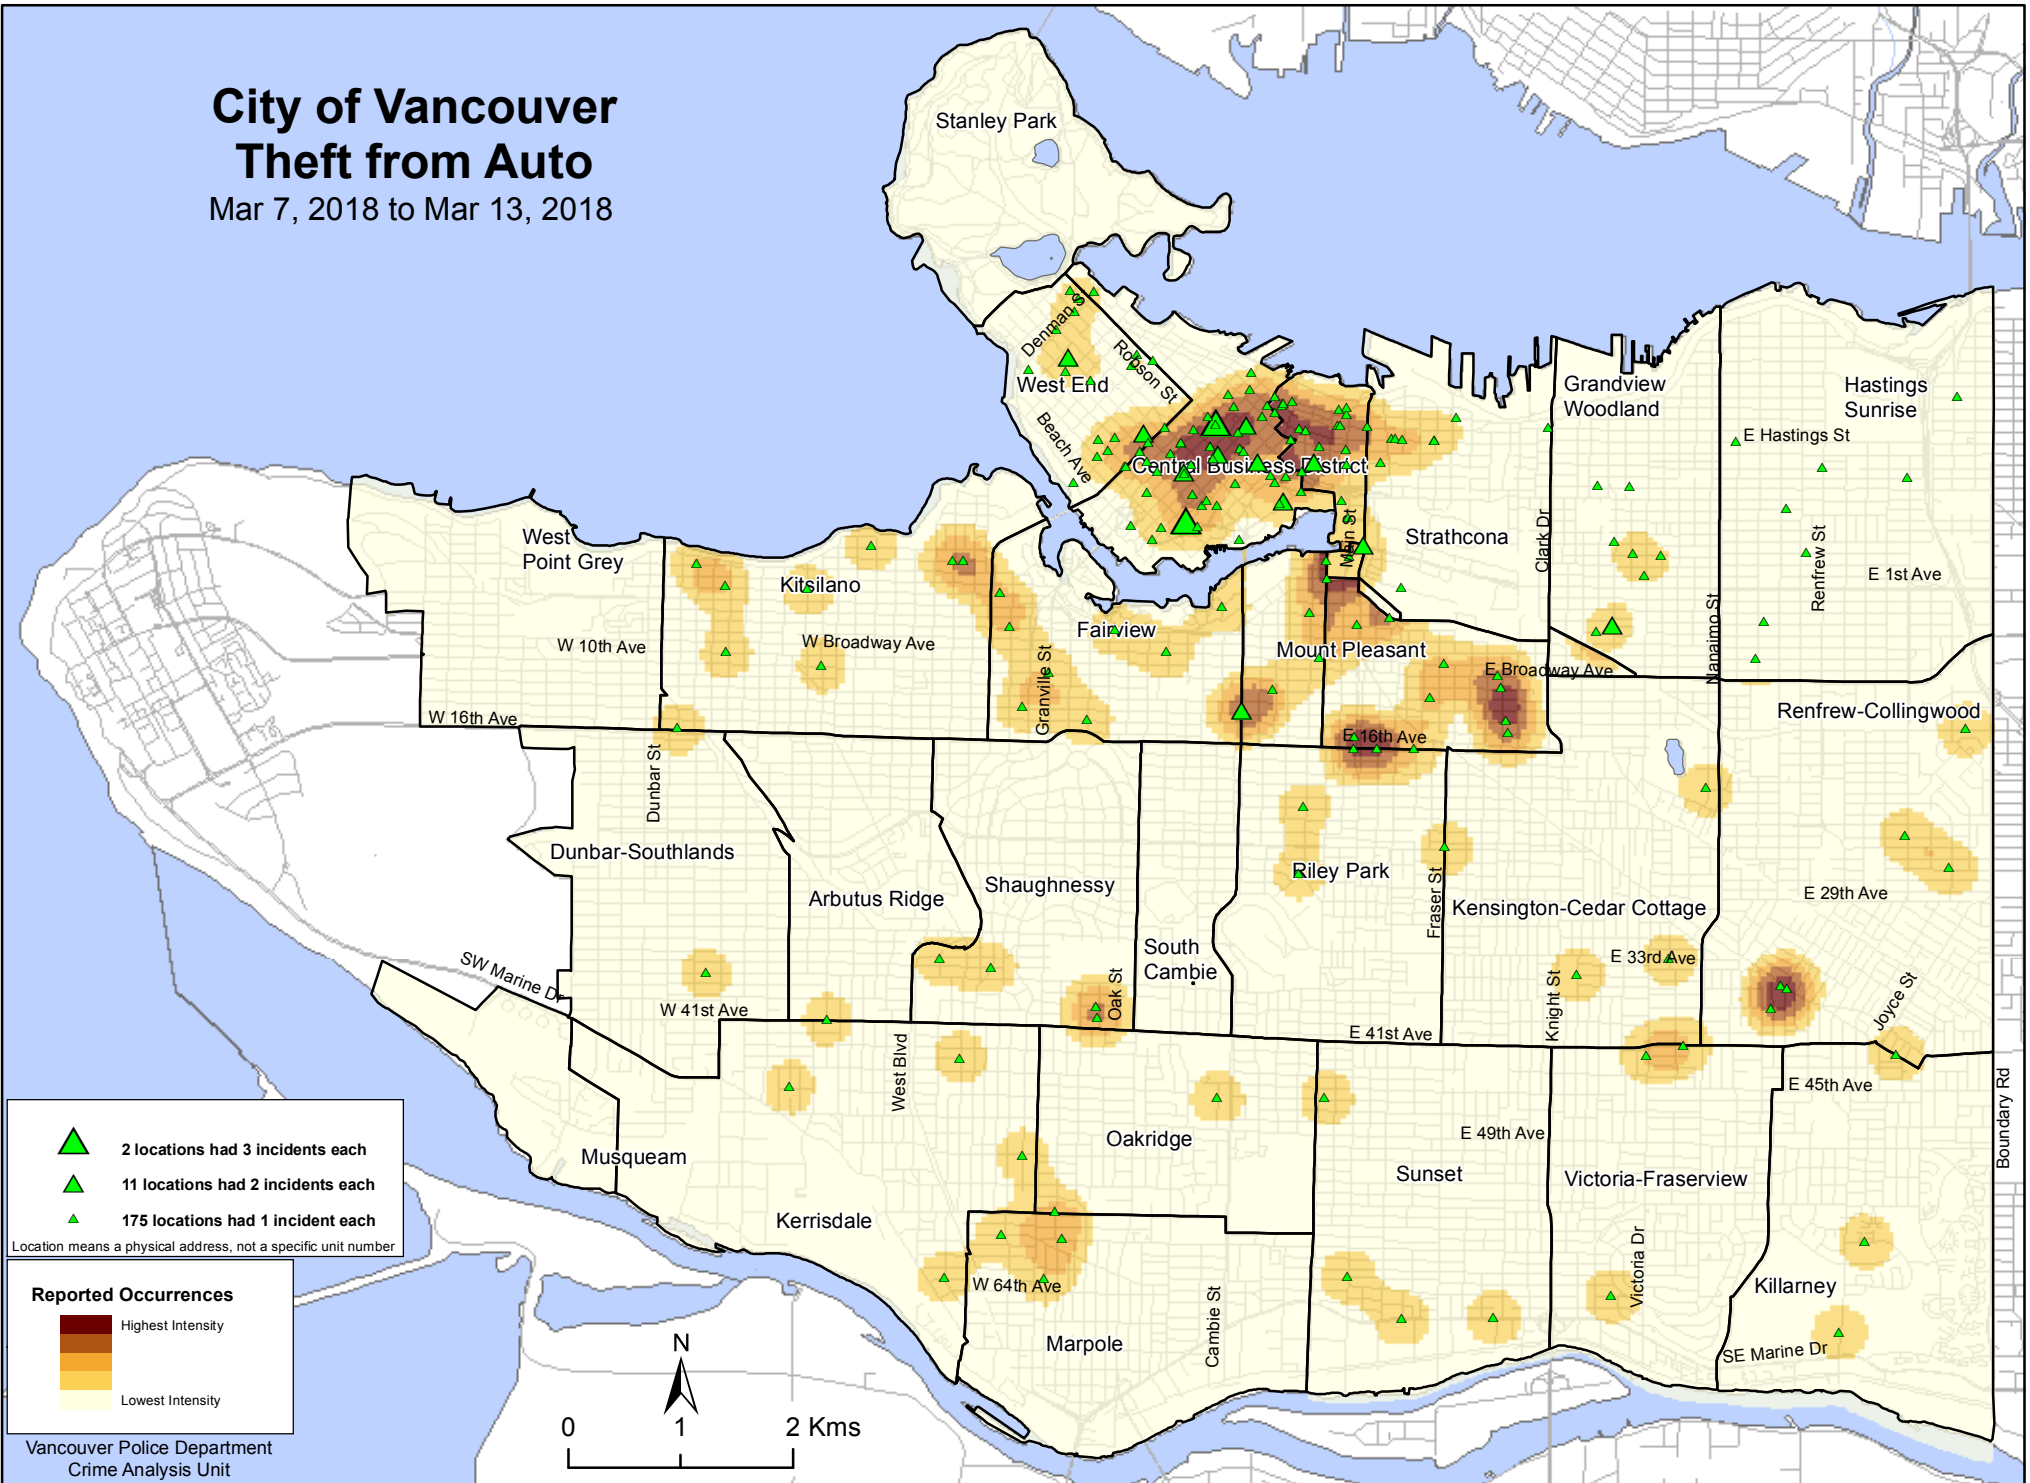 City of Vancouver
Theft from Auto
Mar 7, 2018 to Mar 13, 2018
Stanley Park
Denman St
West End
Robson St
Beach Ave
Central Business District
Grandview
Woodland
Hastings
Sunrise
E Hastings St
West
Point Grey
Kitsilano
Strathcona
Main St
Clark Dr
Renfrew St
E 1st Ave
Nanaimo St
W 10th Ave
W Broadway Ave
Fairview
Granville St
Mount Pleasant
E Broadway Ave
W 16th Ave
E 16th Ave
Renfrew-Collingwood
Dunbar St
Dunbar-Southlands
Arbutus Ridge
Shaughnessy
Riley Park
Fraser St
Kensington-Cedar Cottage
E 29th Ave
South
Cambie
SW Marine Dr
W 41st Ave
Oak St
E 33rd Ave
Knight St
Joyce St
E 41st Ave
West Blvd
E 45th Ave
Boundary Rd
Musqueam
Oakridge
E 49th Ave
Sunset
Victoria-Fraserview
Kerrisdale
W 64th Ave
Victoria Dr
Killarney
Marpole
Cambie St
SE Marine Dr
2 locations had 3 incidents each
11 locations had 2 incidents each
175 locations had 1 incident each
Location means a physical address, not a specific unit number
Reported Occurrences
Highest Intensity
Lowest Intensity
Vancouver Police Department
Crime Analysis Unit
N
0 1 2 Kms